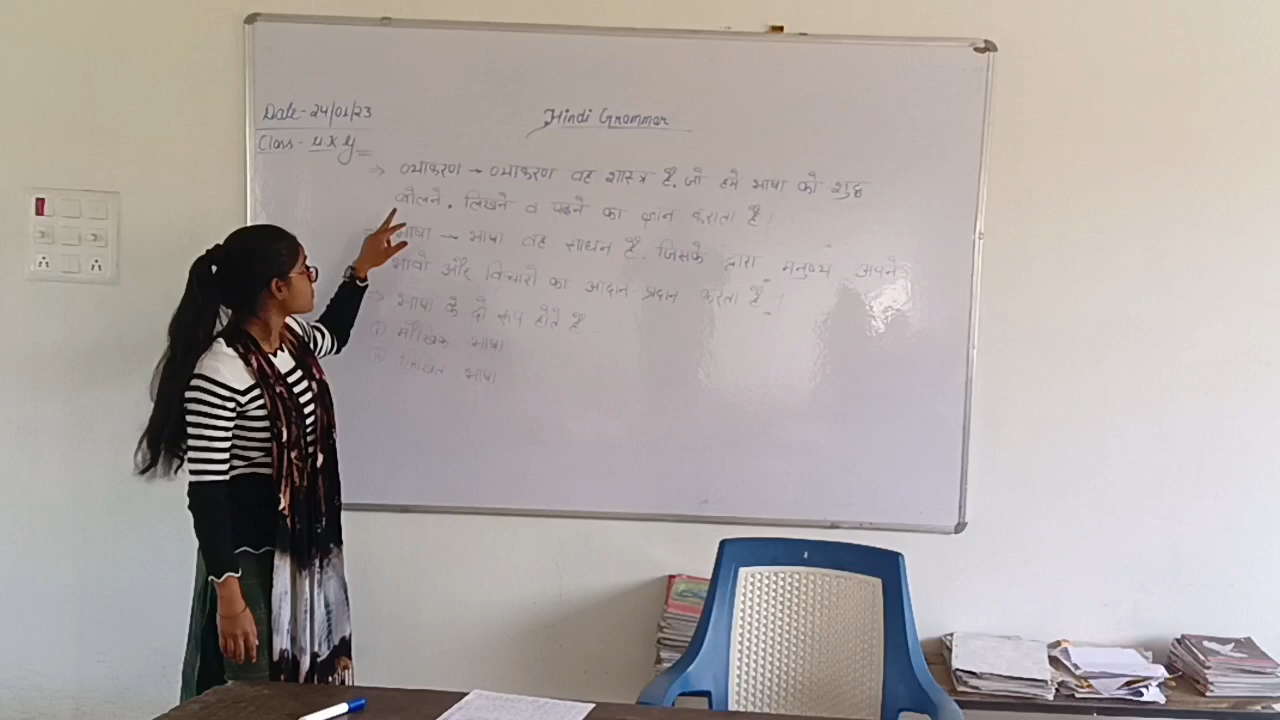 Date - 24/01/23
Hindi Grammar
Class - U.K.G
⇒ व्याकरण → व्याकरण वह शास्त्र है, जो हमे भाषा को शुद्ध
बोलने, लिखने व पढ़ने का ज्ञान कराता है।
भाषा → भाषा वह साधन है, जिसके द्वारा मनुष्य अपने
भावो और विचारो का आदान-प्रदान करता है।
→ भाषा के दो रूप होते है
① मौखिक भाषा
② लिखित भाषा